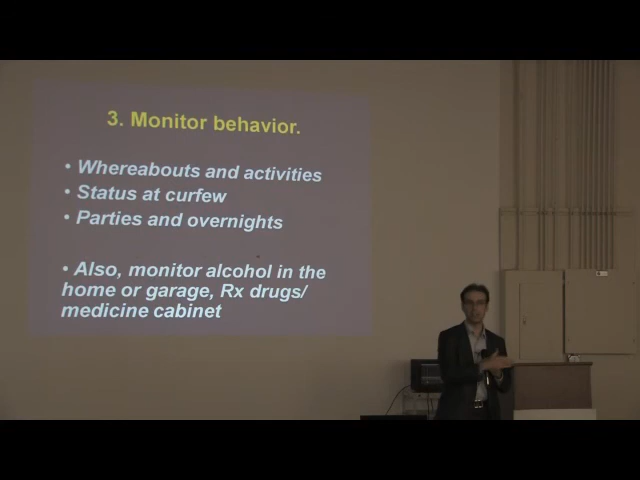 3. Monitor behavior.
• Whereabouts and activities
• Status at curfew
• Parties and overnights
• Also, monitor alcohol in the
home or garage, Rx drugs/
medicine cabinet